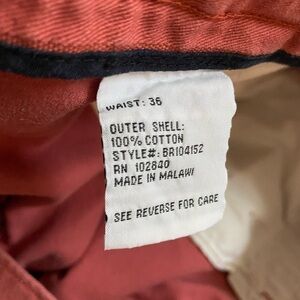 WAIST: 36
OUTER SHELL:
100% COTTON
STYLE#: BR104152
RN 102840
MADE IN MALAWI
SEE REVERSE FOR CARE